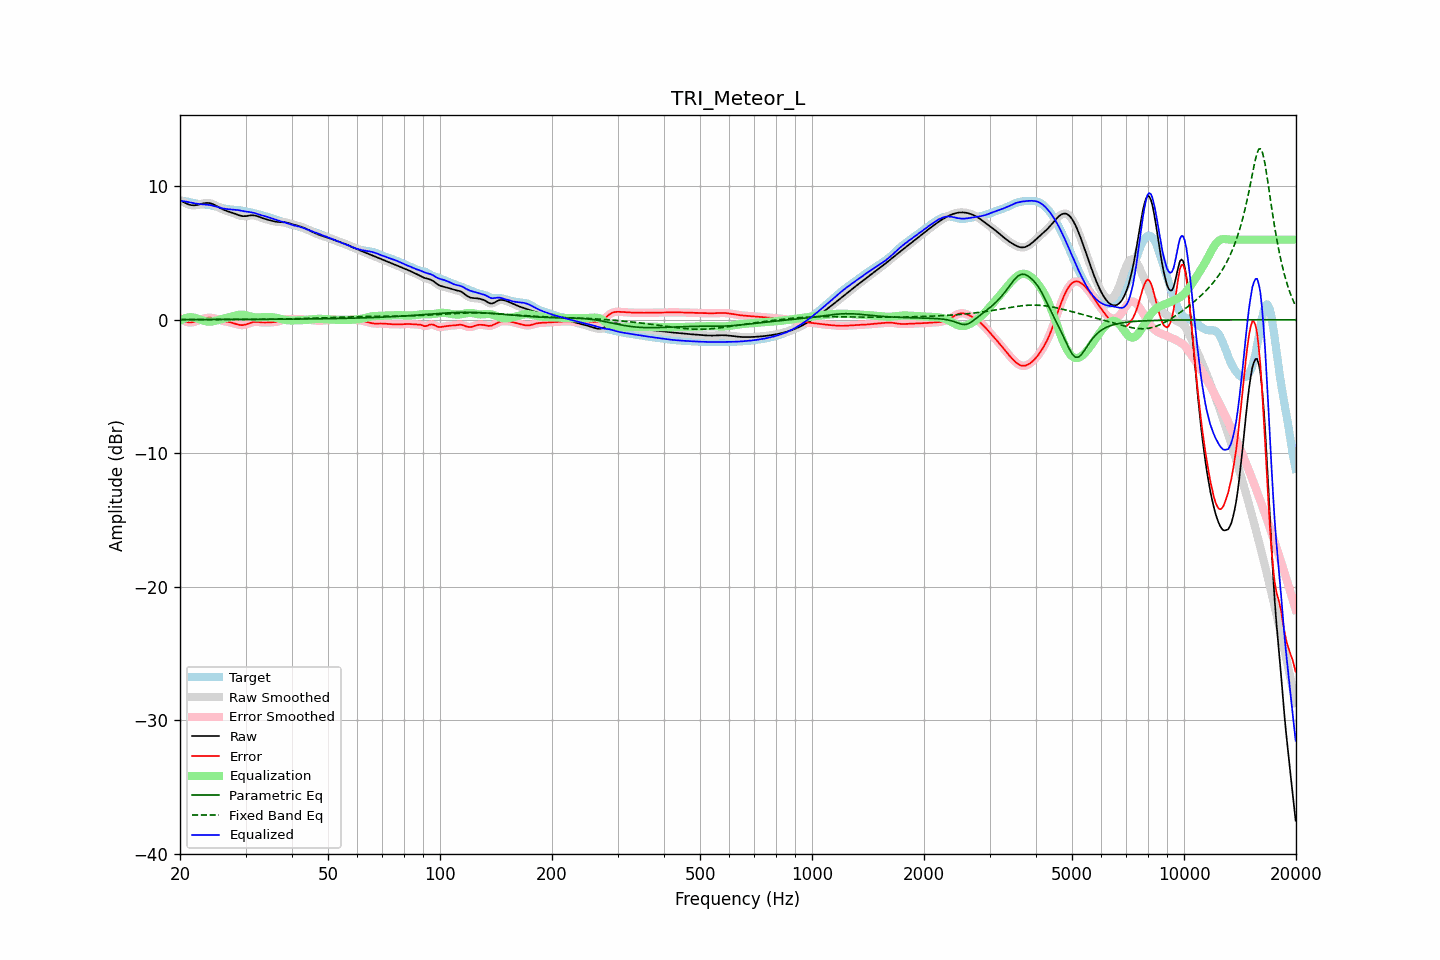 TRI_Meteor_L
10
0
−10
−20
−30
−40
Amplitude (dBr)
Target
Raw Smoothed
Error Smoothed
Raw
Error
Equalization
Parametric Eq
Fixed Band Eq
Equalized
20 50 100 200 500 1000 2000 5000 10000 20000
Frequency (Hz)